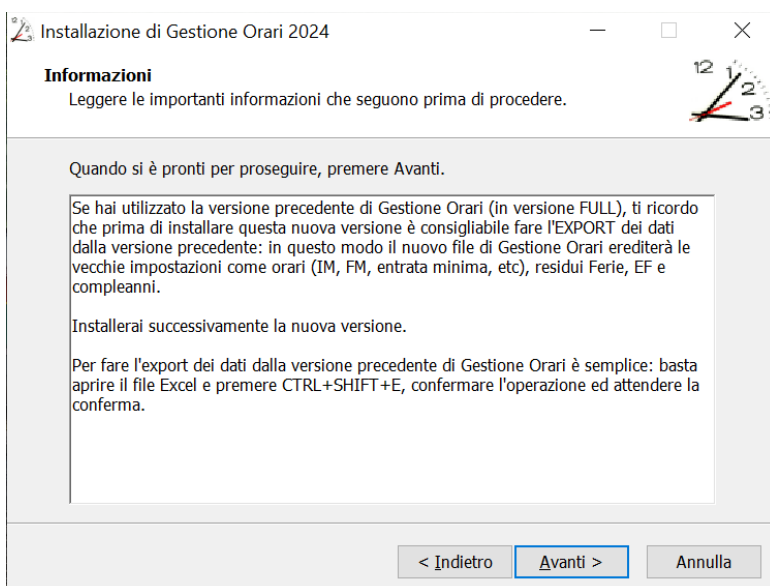 Installazione di Gestione Orari 2024
Informazioni
Leggere le importanti informazioni che seguono prima di procedere.
12
1
2
3
Quando si è pronti per proseguire, premere Avanti.
Se hai utilizzato la versione precedente di Gestione Orari (in versione FULL), ti ricordo
che prima di installare questa nuova versione è consigliabile fare l'EXPORT dei dati
dalla versione precedente: in questo modo il nuovo file di Gestione Orari erediterà le
vecchie impostazioni come orari (IM, FM, entrata minima, etc), residui Ferie, EF e
compleanni.
Installerai successivamente la nuova versione.
Per fare l'export dei dati dalla versione precedente di Gestione Orari è semplice: basta
aprire il file Excel e premere CTRL+SHIFT+E, confermare l'operazione ed attendere la
conferma.
< Indietro
Avanti >
Annulla